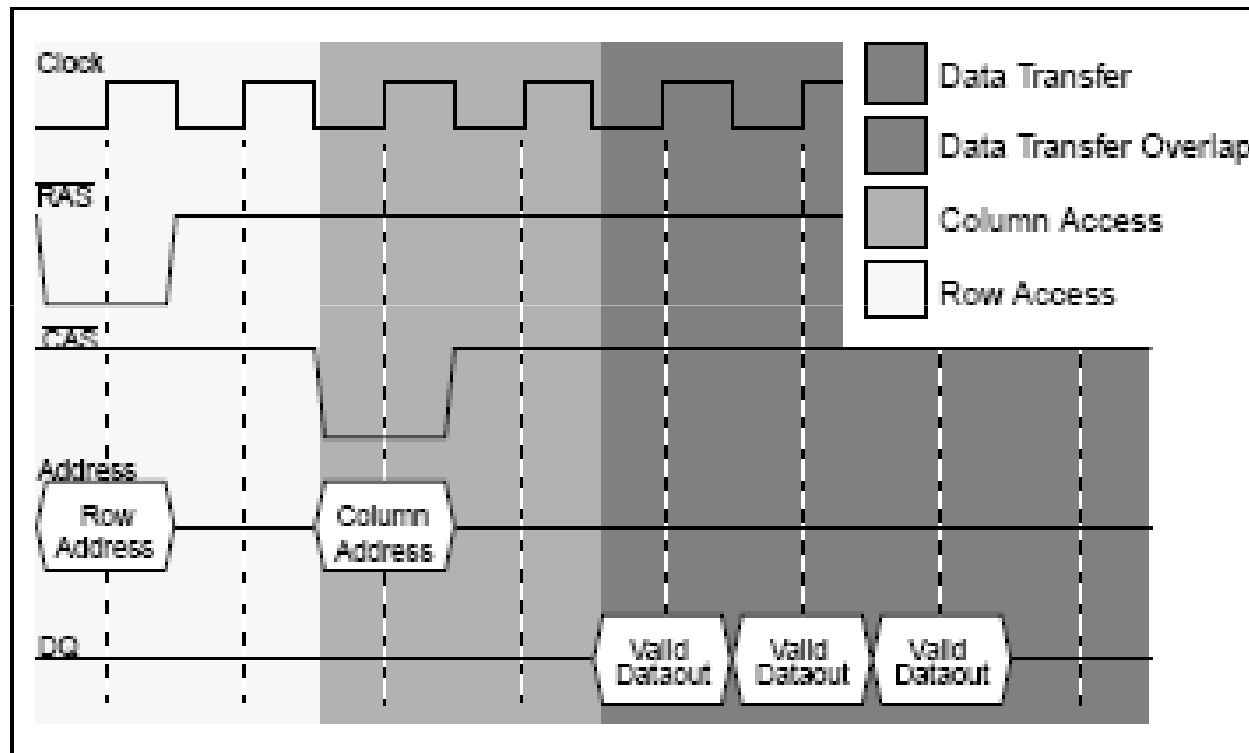 Clock
Data Transfer
Data Transfer Overlap
RAS
Column Access
Row Access
CAS
Address
Row
Address
Column
Address
DQ
Valid
Dataout
Valid
Dataout
Valid
Dataout